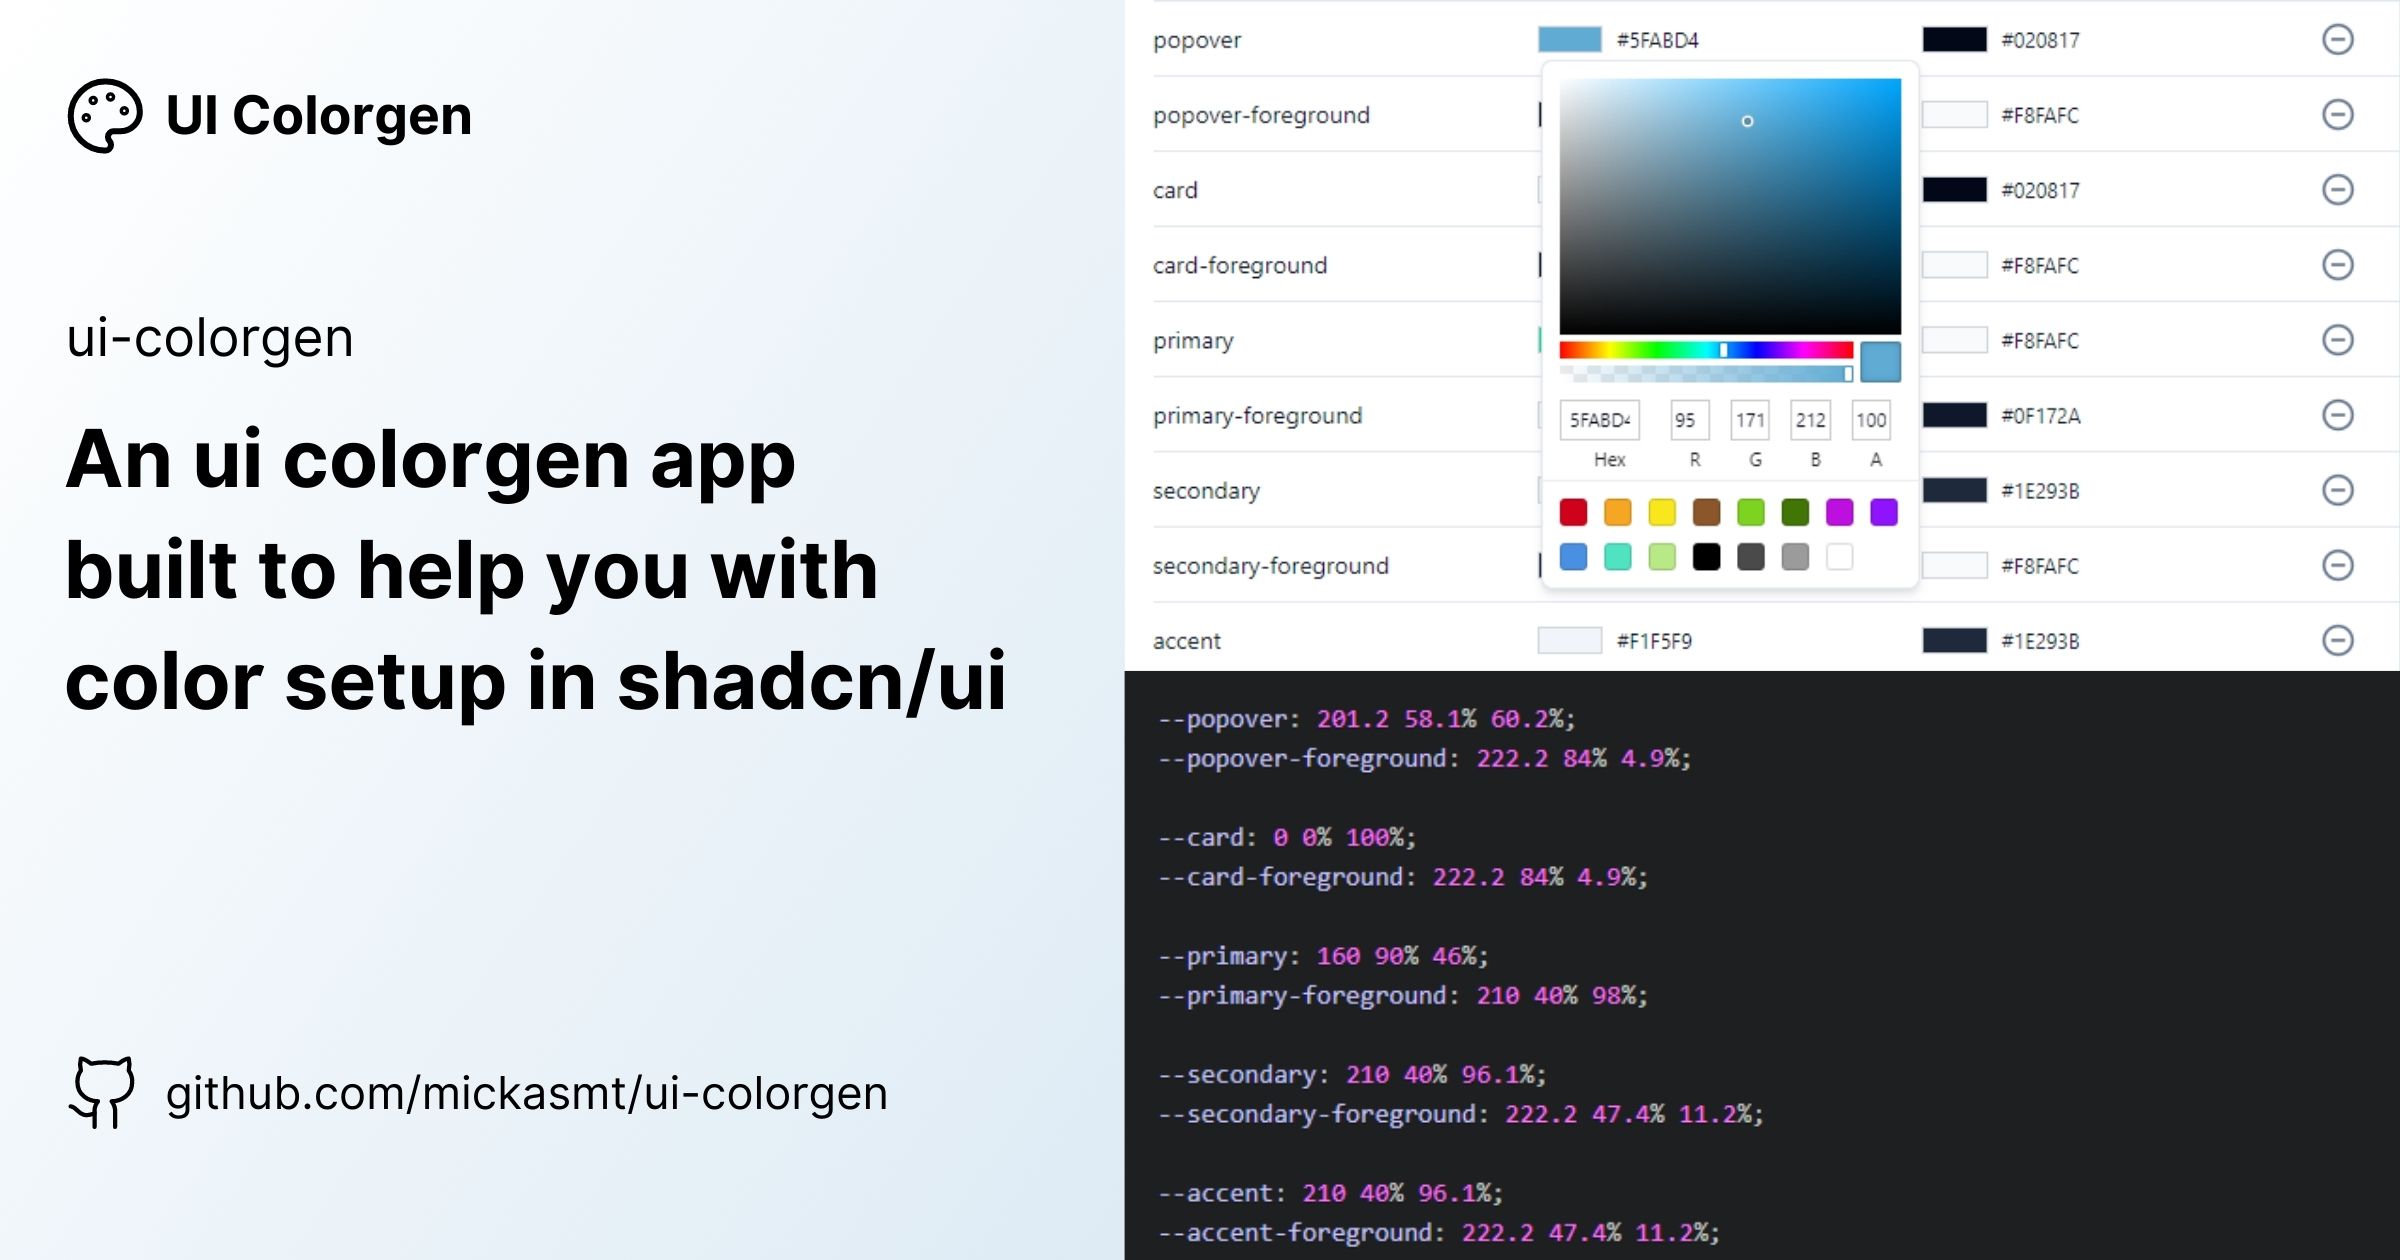 UI Colorgen
ui-colorgen
An ui colorgen app
built to help you with
color setup in shadcn/ui
github.com/mickasmt/ui-colorgen
popover #5FABD4 #020817
popover-foreground #F8FAFC
card #020817
card-foreground #F8FAFC
primary #F8FAFC
primary-foreground #0F172A
secondary #1E293B
secondary-foreground #F8FAFC
accent #F1F5F9 #1E293B
5FABD4 95 171 212 100
Hex R G B A
--popover: 201.2 58.1% 60.2%;
--popover-foreground: 222.2 84% 4.9%;
--card: 0 0% 100%;
--card-foreground: 222.2 84% 4.9%;
--primary: 160 90% 46%;
--primary-foreground: 210 40% 98%;
--secondary: 210 40% 96.1%;
--secondary-foreground: 222.2 47.4% 11.2%;
--accent: 210 40% 96.1%;
--accent-foreground: 222.2 47.4% 11.2%;